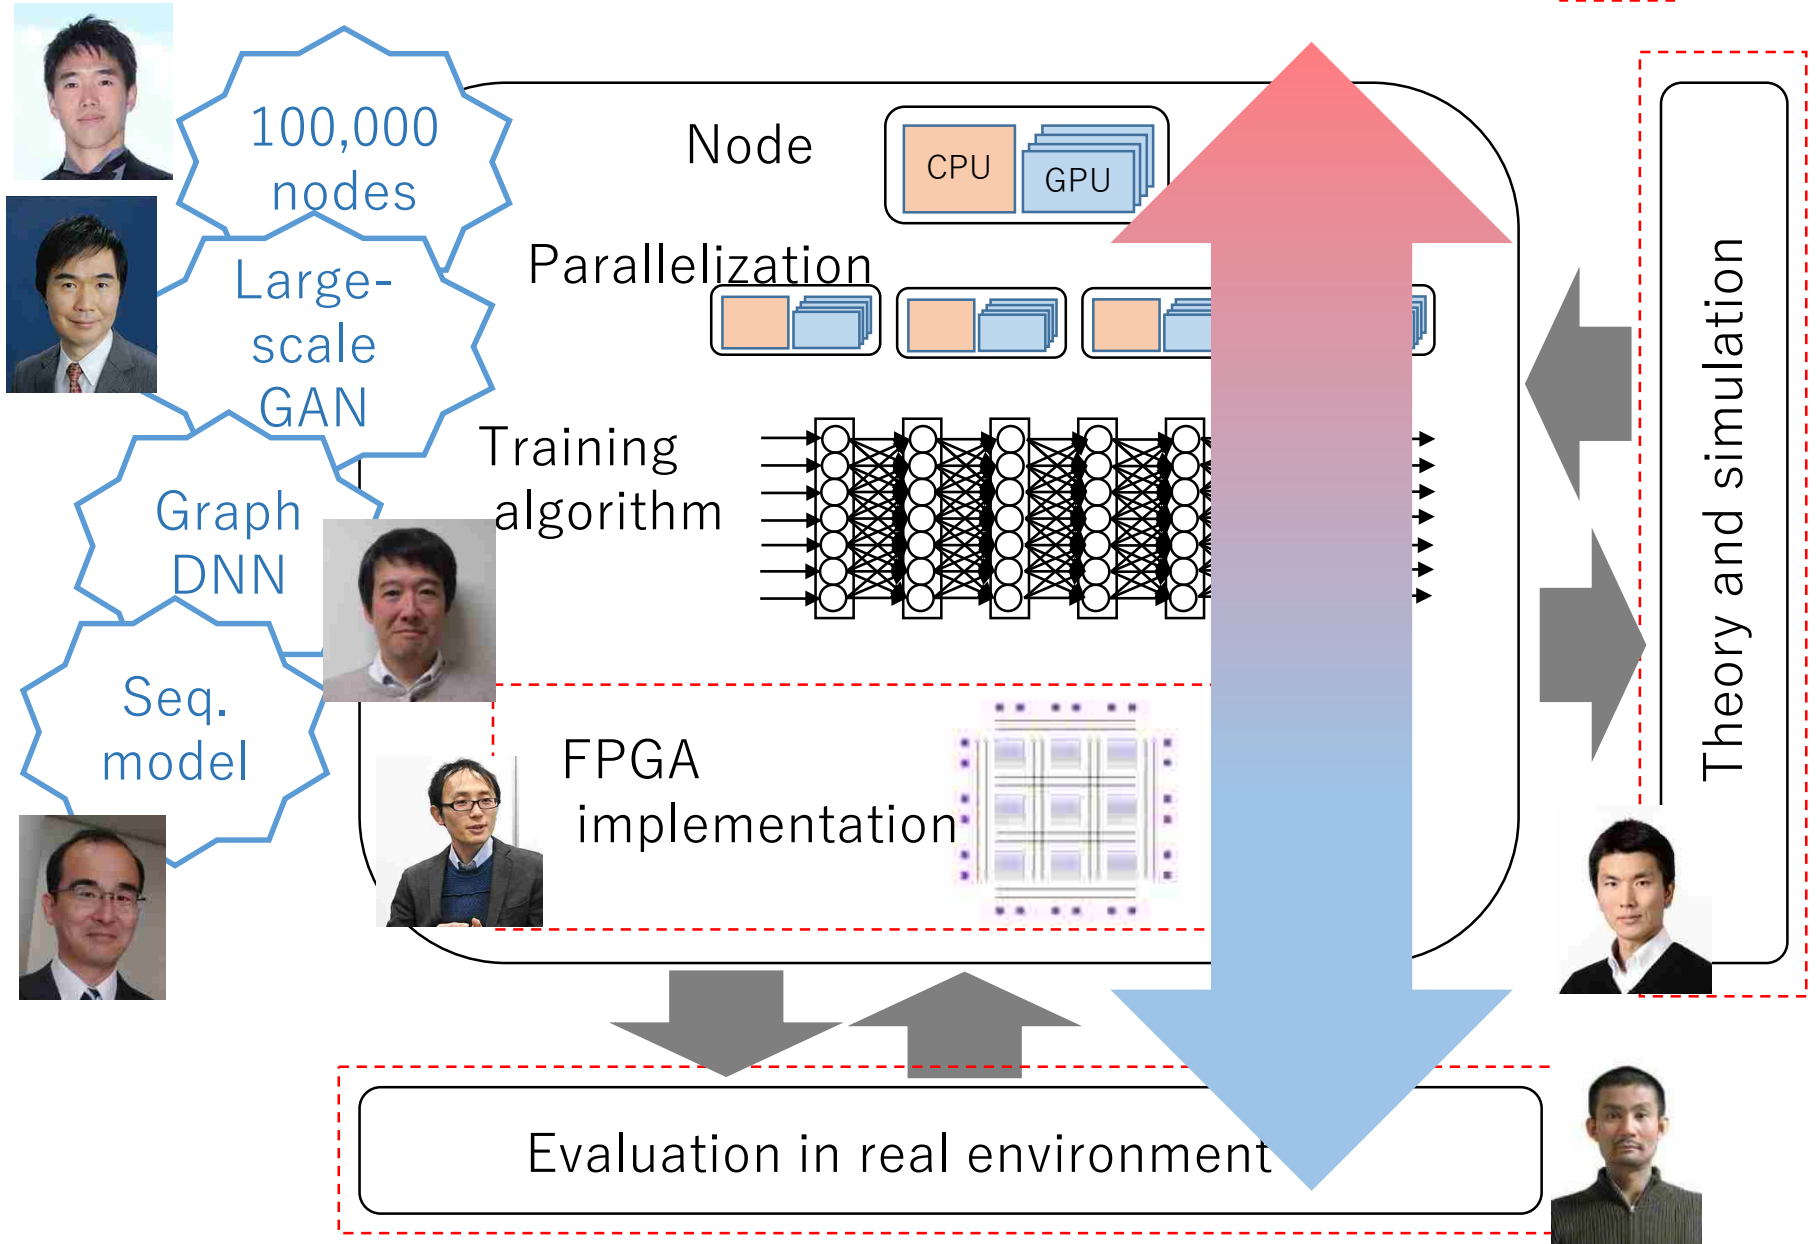 100,000
nodes
Large-
scale
GAN
Graph
DNN
Seq.
model
Node
CPU
GPU
Parallelization
Training
algorithm
FPGA
implementation
Theory and simulation
Evaluation in real environment